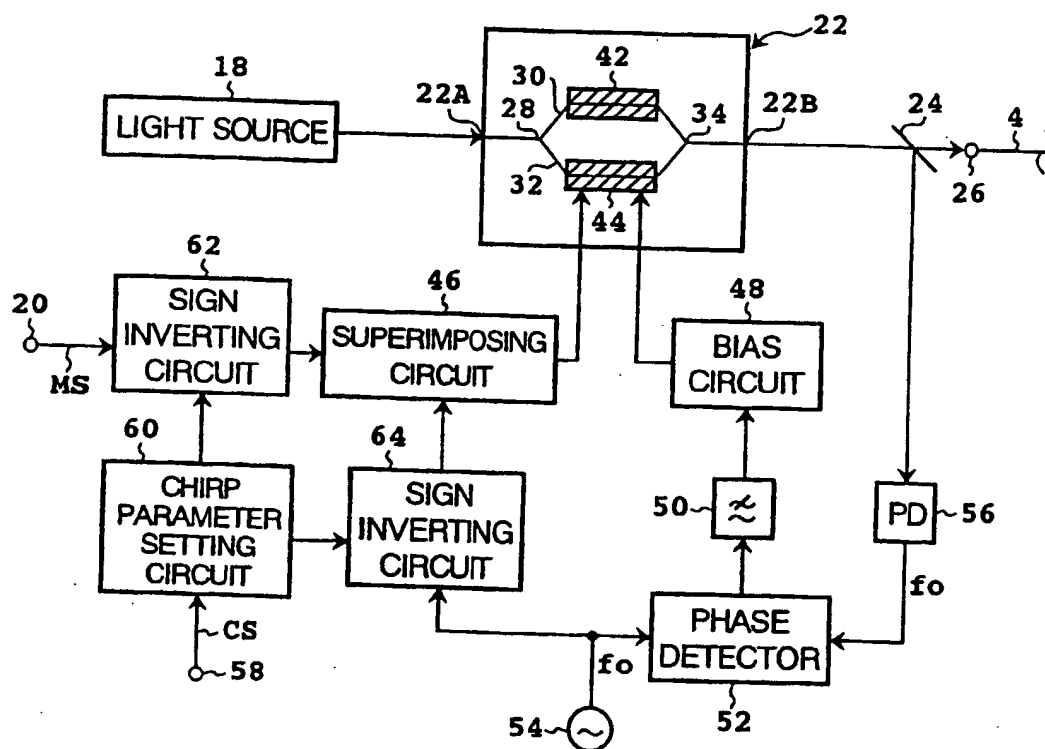 22
18
42
30
22A
28
34
22B
24
4
LIGHT SOURCE
32
44
26
62
46
48
20
SIGN
INVERTING
CIRCUIT
SUPERIMPOSING
CIRCUIT
BIAS
CIRCUIT
MS
60
64
CHIRP
PARAMETER
SETTING
CIRCUIT
SIGN
INVERTING
CIRCUIT
50
PD
56
fo
CS
58
fo
PHASE
DETECTOR
54
52